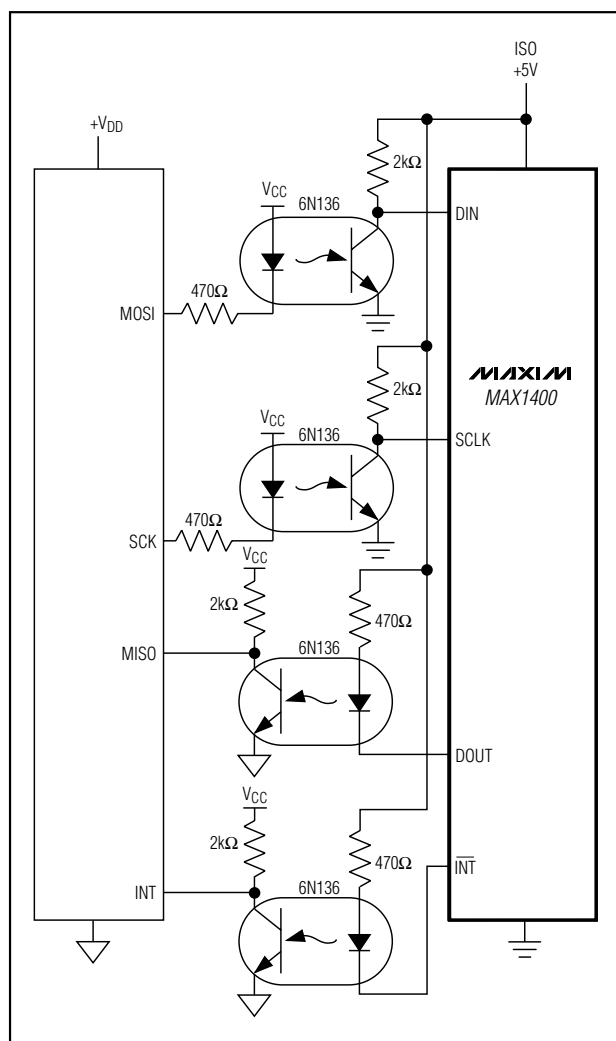 ISO
+5V
+VDD
2kΩ
VCC
6N136
DIN
470Ω
MOSI
2kΩ
MAXIM
MAX1400
VCC
6N136
SCLK
470Ω
SCK
VCC
2kΩ
470Ω
6N136
MISO
DOUT
VCC
2kΩ
470Ω
INT
6N136
INT